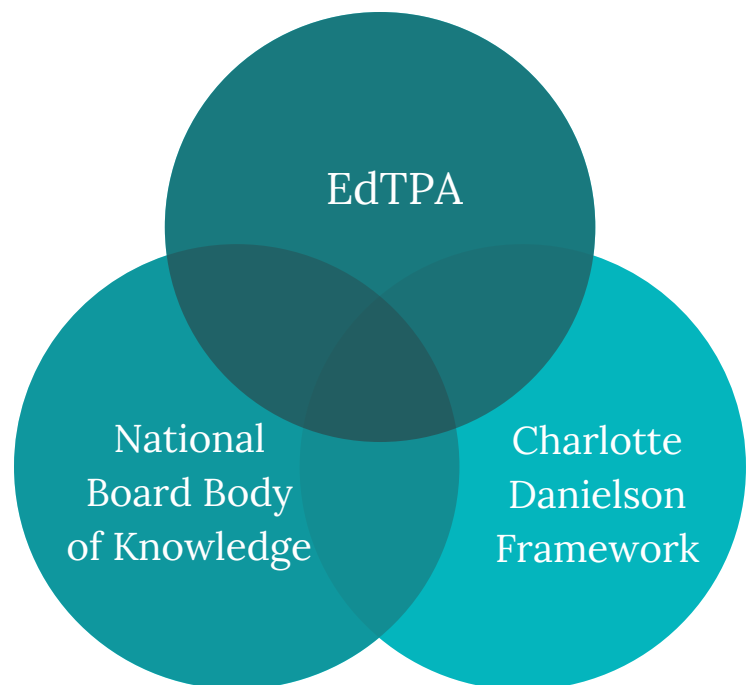 EdTPA
National
Board Body
of Knowledge
Charlotte
Danielson
Framework